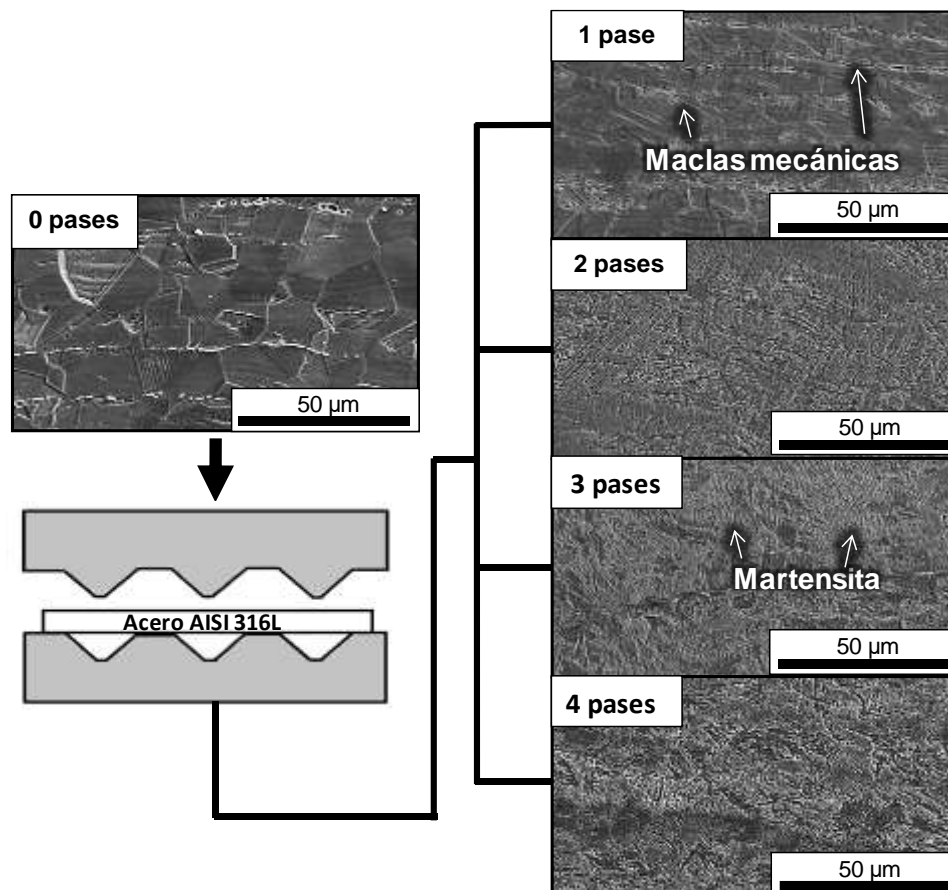 0 pases
50 µm
Acero AISI 316L
1 pase
Maclas mecánicas
50 µm
2 pases
50 µm
3 pases
Martensita
50 µm
4 pases
50 µm